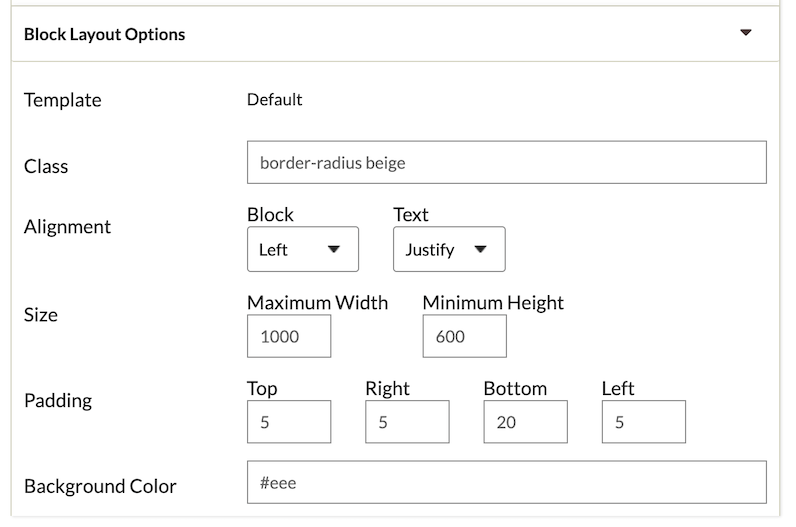 Block Layout Options
Template Default
Class border-radius beige
Block Text
Alignment Left Justify
Maximum Width Minimum Height
Size 1000 600
Top Right Bottom Left
Padding 5 5 20 5
Background Color #eee